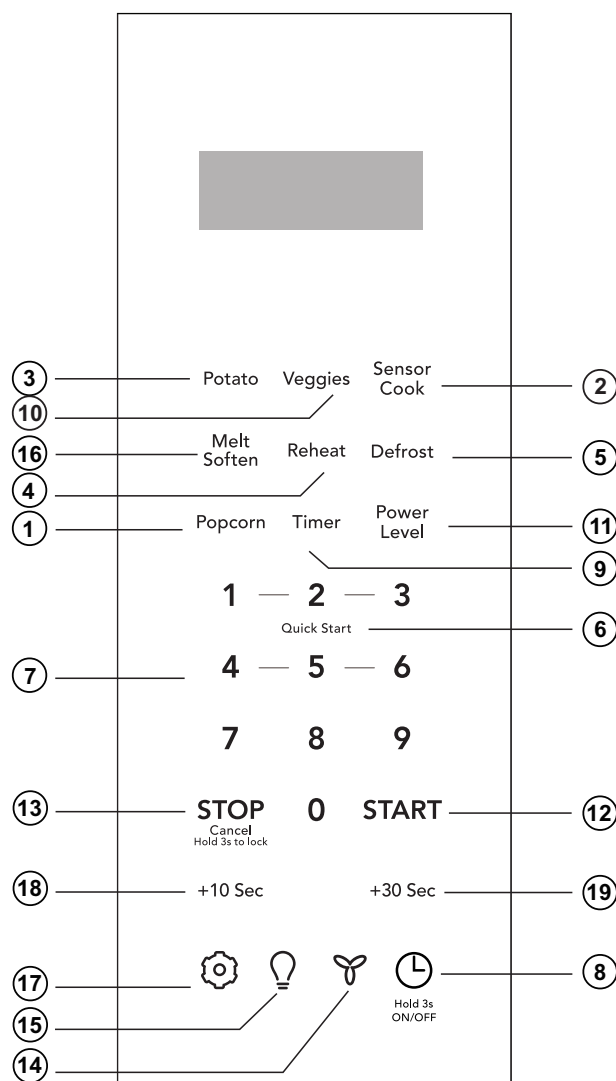 3 Potato Veggies Sensor Cook 2
10
16 Melt Soften Reheat Defrost 5
4
1 Popcorn Timer Power Level 11
9
1 — 2 — 3
Quick Start 6
7 4 — 5 — 6
7 8 9
13 STOP 0 START 12
Cancel
Hold 3s to lock
18 +10 Sec +30 Sec 19
17 8
Hold 3s
ON/OFF
15
14